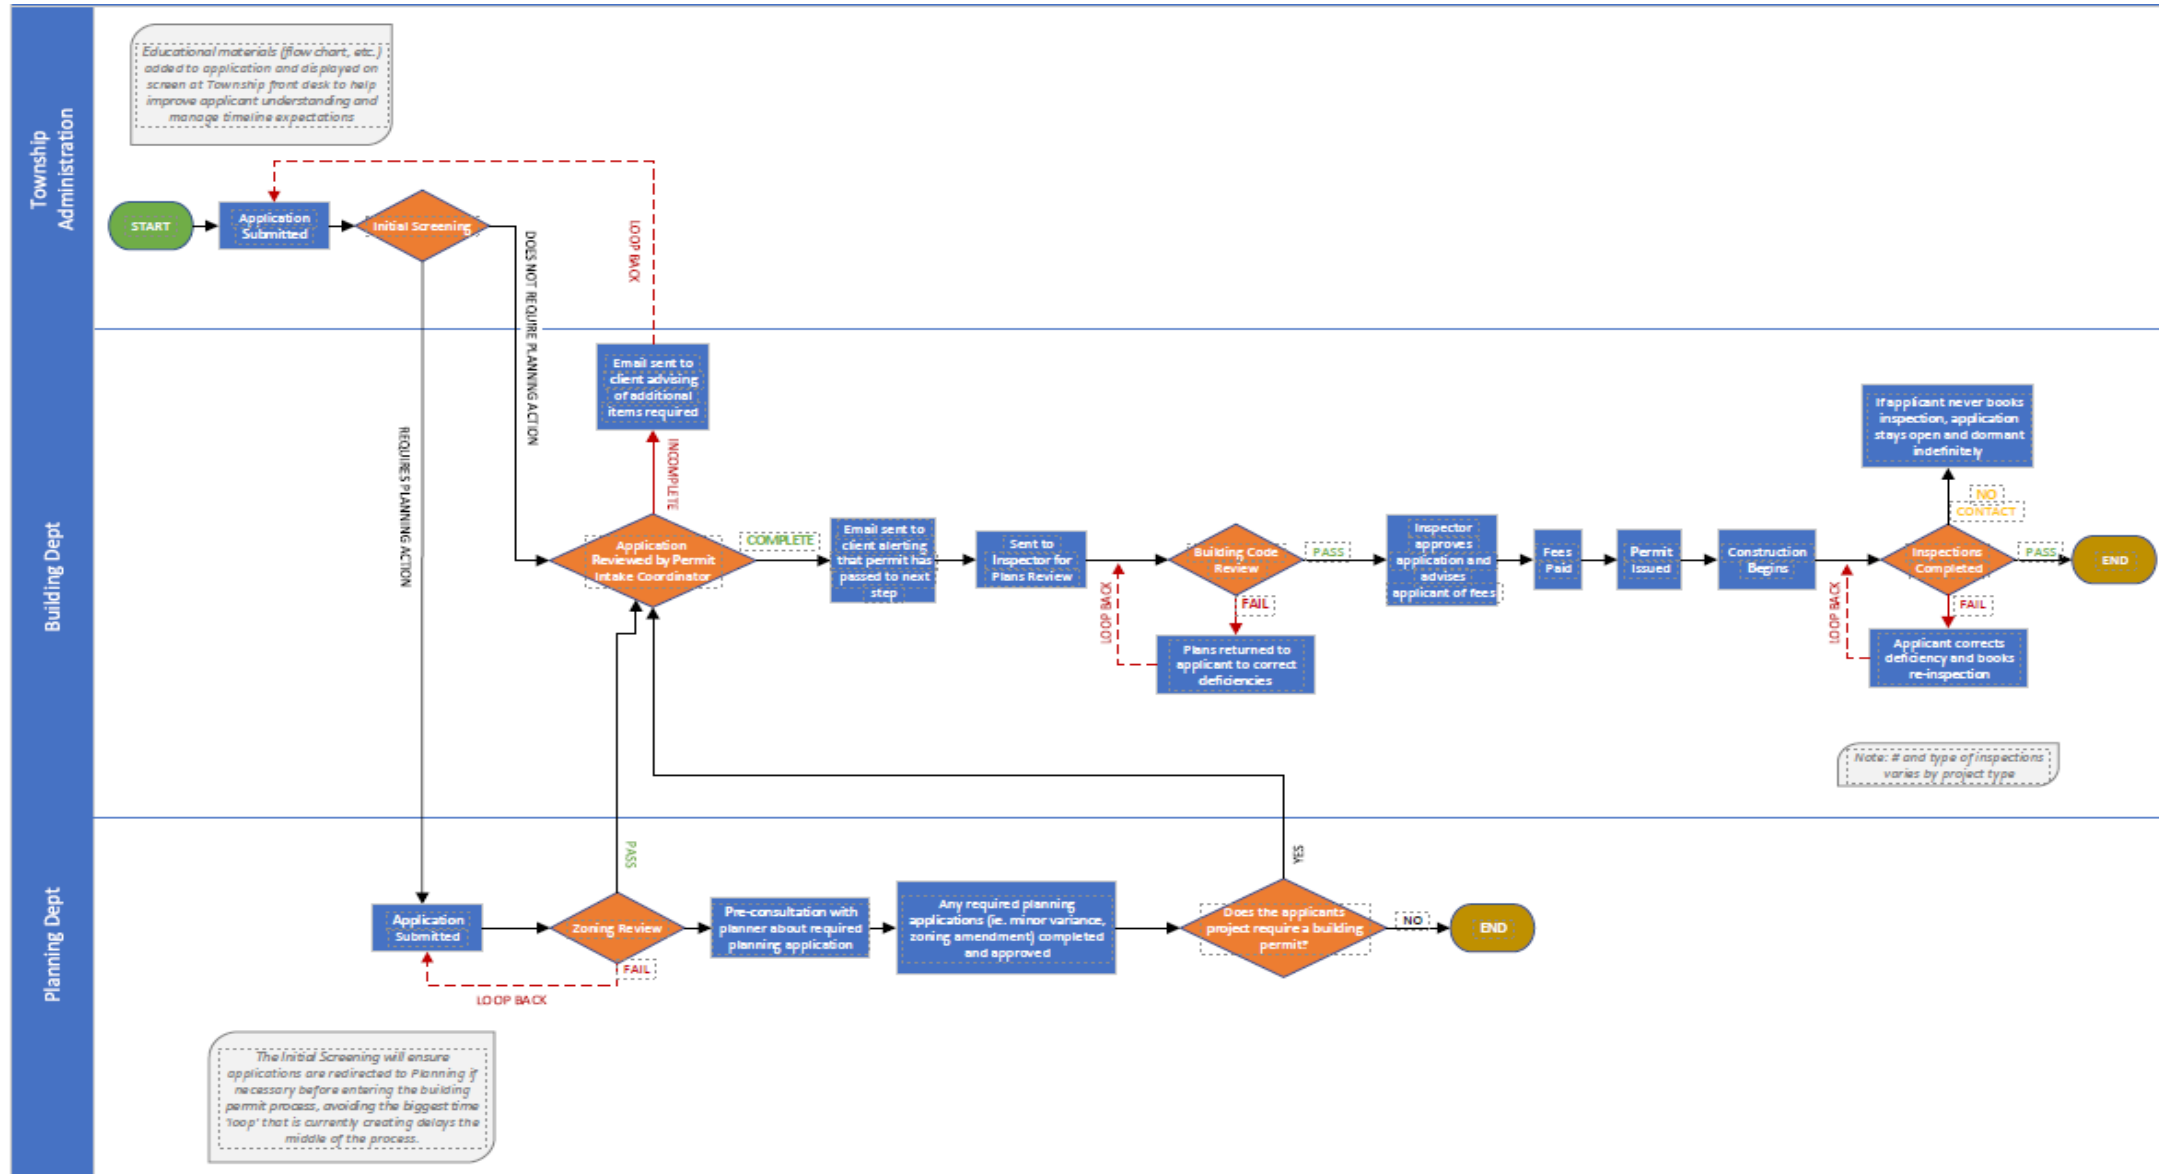 Township
Administration
Educational materials (flow chart, etc.)
added to application and displayed on
screen at Township front desk to help
improve applicant understanding and
manage timeline expectations
START
Application
Submitted
Initial Screening
DOES NOT REQUIRE PLANNING ACTION
LOOP BACK
REQUIRES PLANNING ACTION
Building Dept
Email sent to
client advising
of additional
items required
INCOMPLETE
Application
Reviewed by Permit
Intake Coordinator
COMPLETE
Email sent to
client alerting
that permit has
passed to next
step
Sent to
Inspector for
Plans Review
LOOP BACK
Building Code
Review
PASS
FAIL
Plans returned to
applicant to correct
deficiencies
Inspector
approves
application and
advises
applicant of fees
Fees
Paid
Permit
Issued
Construction
Begins
LOOP BACK
If applicant never books
inspection, application
stays open and dormant
indefinitely
NO
CONTACT
Inspections
Completed
PASS
END
FAIL
Applicant corrects
deficiency and books
re-inspection
Note: # and type of inspections
varies by project type
Planning Dept
Application
Submitted
LOOP BACK
Zoning Review
PASS
FAIL
Pre-consultation with
planner about required
planning application
Any required planning
applications (ie. minor variance,
zoning amendment) completed
and approved
Does the applicants
project require a building
permit?
YES
NO
END
The Initial Screening will ensure
applications are redirected to Planning if
necessary before entering the building
permit process, avoiding the biggest time
'loop' that is currently creating delays the
middle of the process.